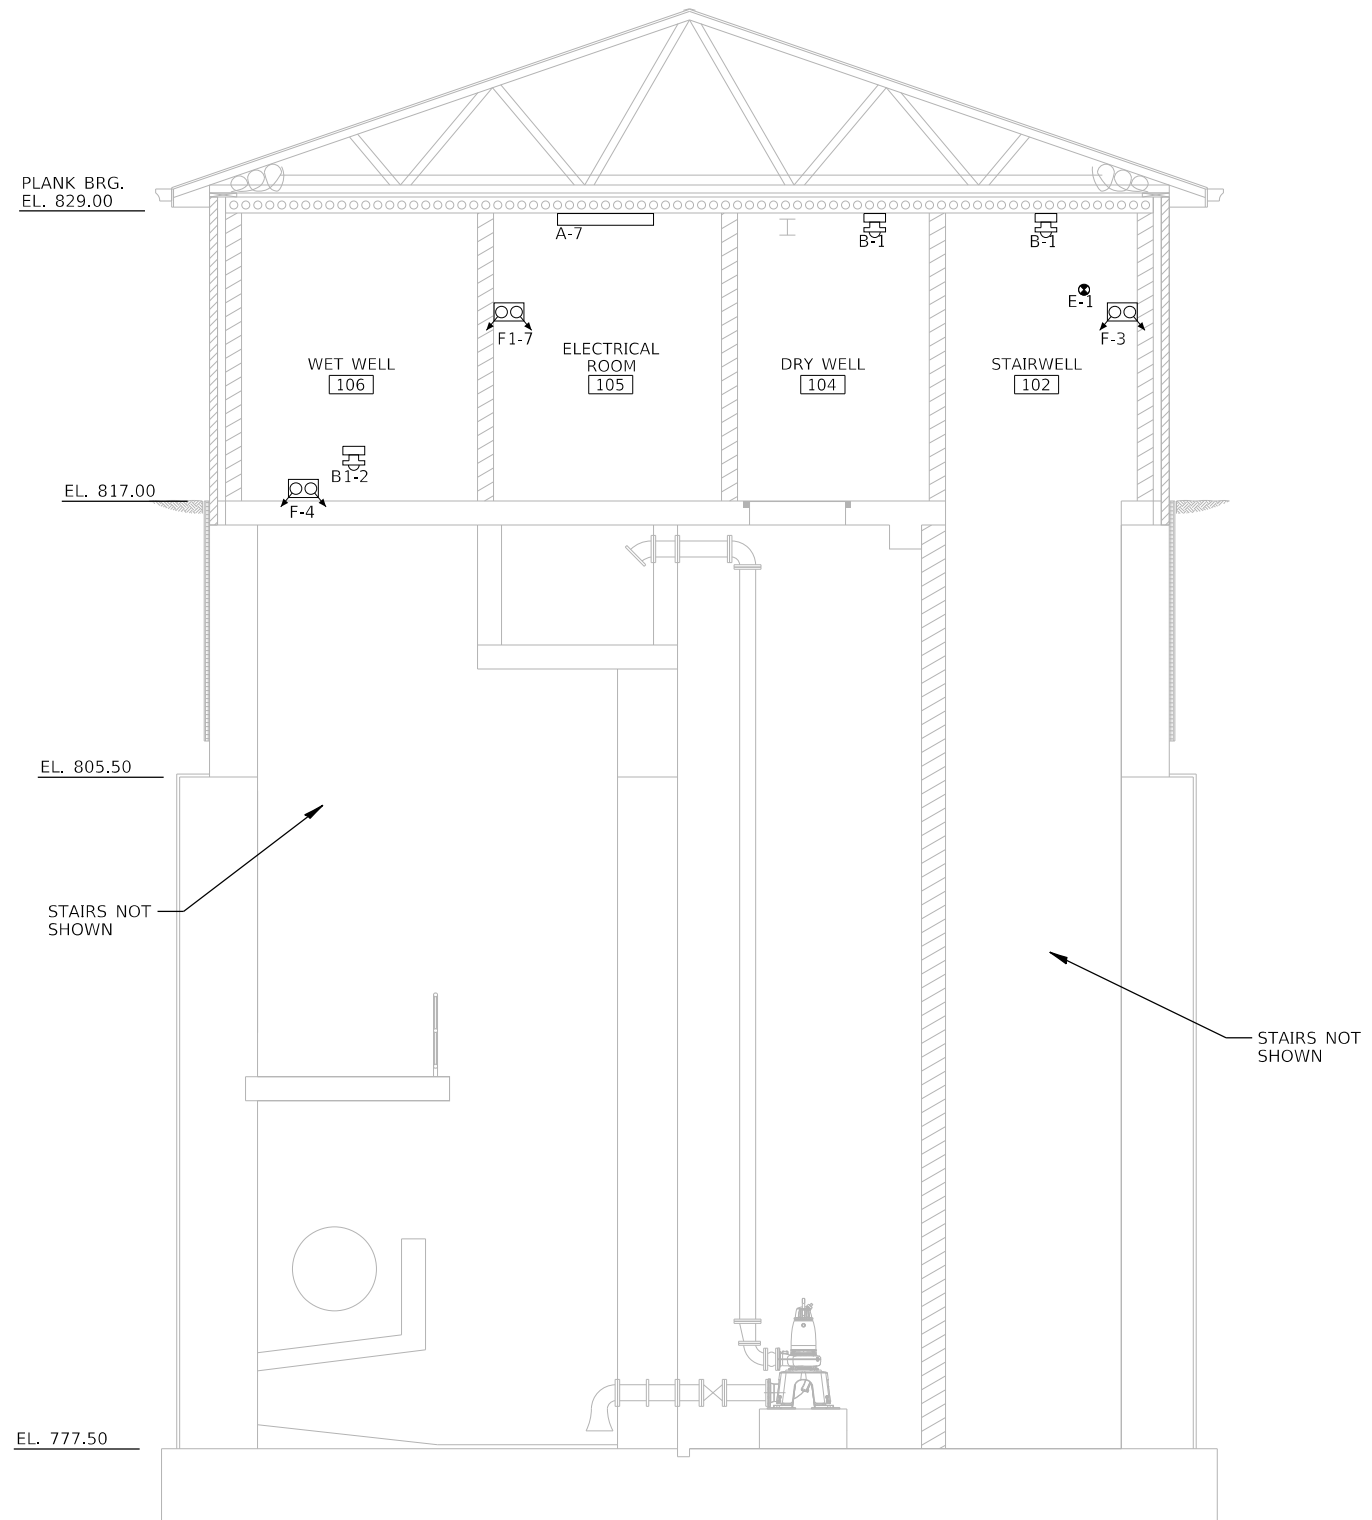 PLANK BRG.
EL. 829.00
A-7
B-1
B-1
E-1
F1-7
F-3
WET WELL
106
ELECTRICAL
ROOM
105
DRY WELL
104
STAIRWELL
102
B1-2
F-4
EL. 817.00
EL. 805.50
STAIRS NOT
SHOWN
STAIRS NOT
SHOWN
EL. 777.50